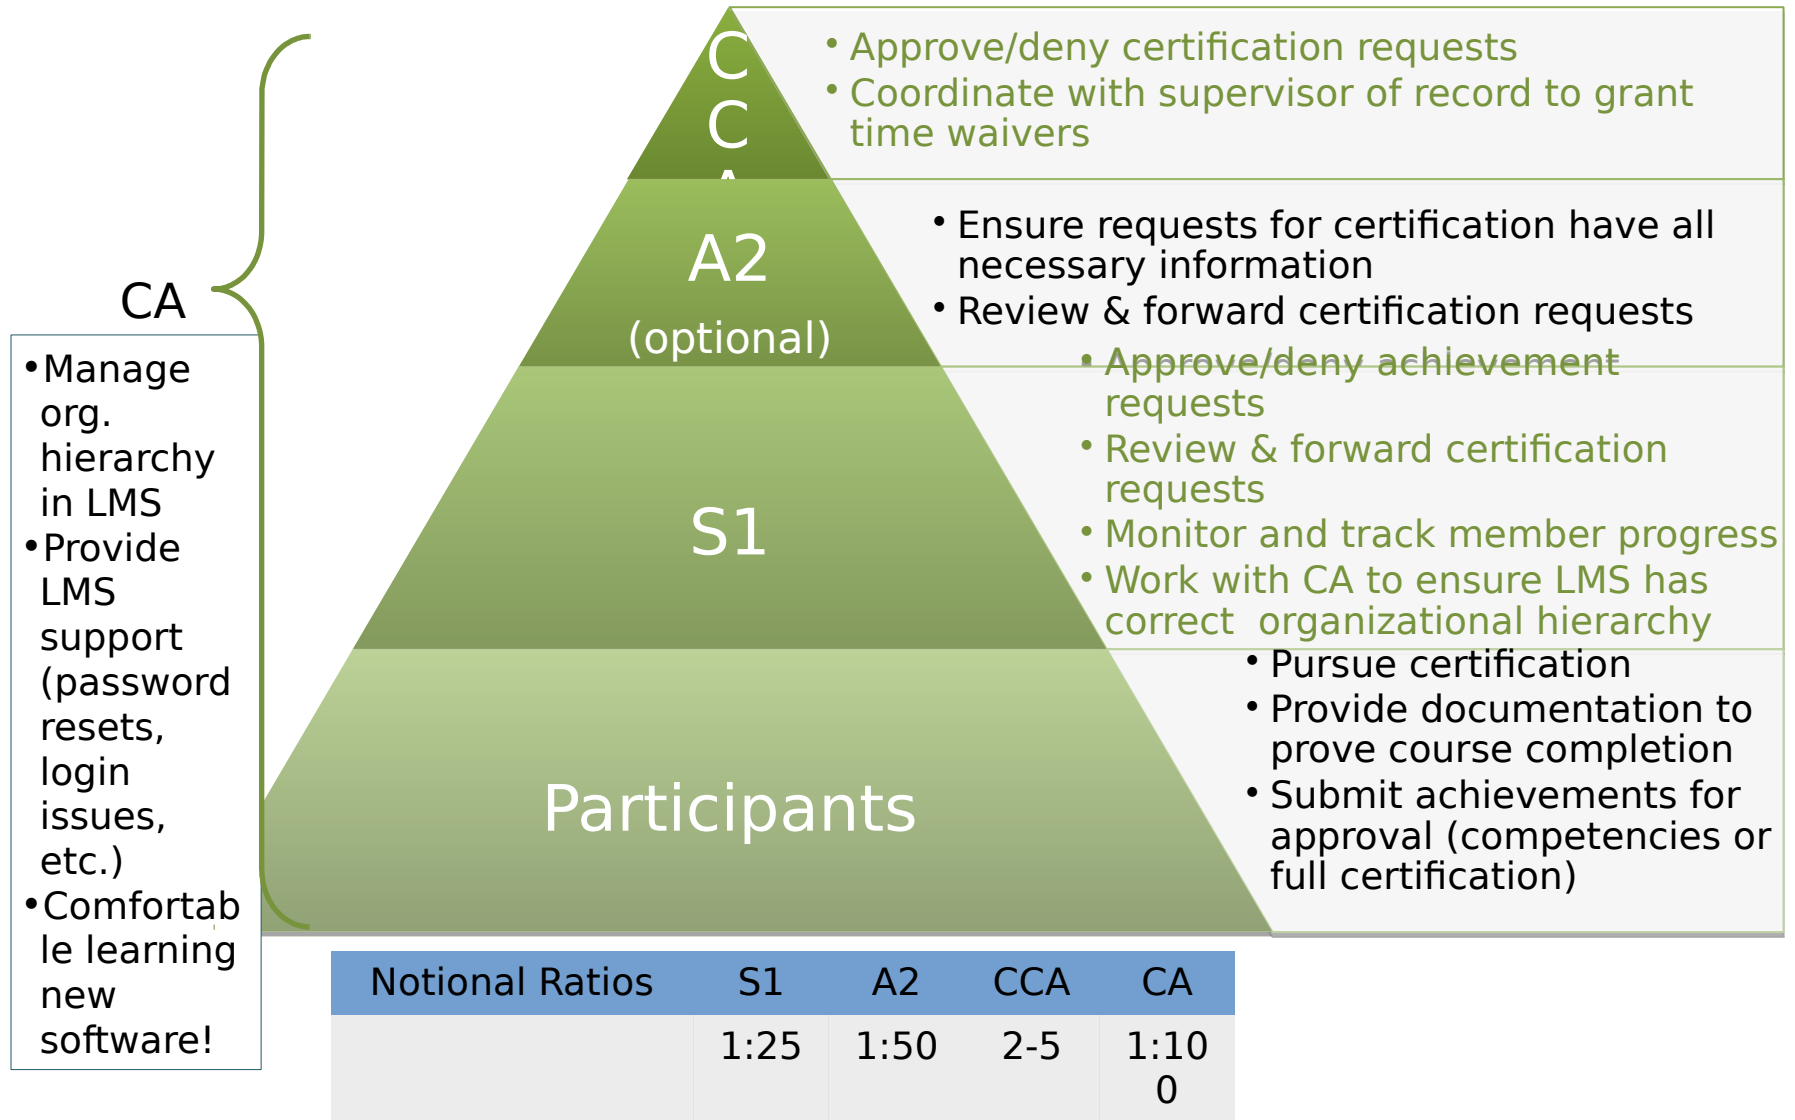 C
C
A
• Approve/deny certification requests
• Coordinate with supervisor of record to grant
time waivers
A2
(optional)
• Ensure requests for certification have all
necessary information
• Review & forward certification requests
S1
• Approve/deny achievement
requests
• Review & forward certification
requests
• Monitor and track member progress
• Work with CA to ensure LMS has
correct  organizational hierarchy
Participants
• Pursue certification
• Provide documentation to
prove course completion
• Submit achievements for
approval (competencies or
full certification)
CA
•Manage
org.
hierarchy
in LMS
•Provide
LMS
support
(password
resets,
login
issues,
etc.)
•Comfortab
le learning
new
software!
Notional Ratios S1 A2 CCA CA
1:25 1:50 2-5 1:10
0